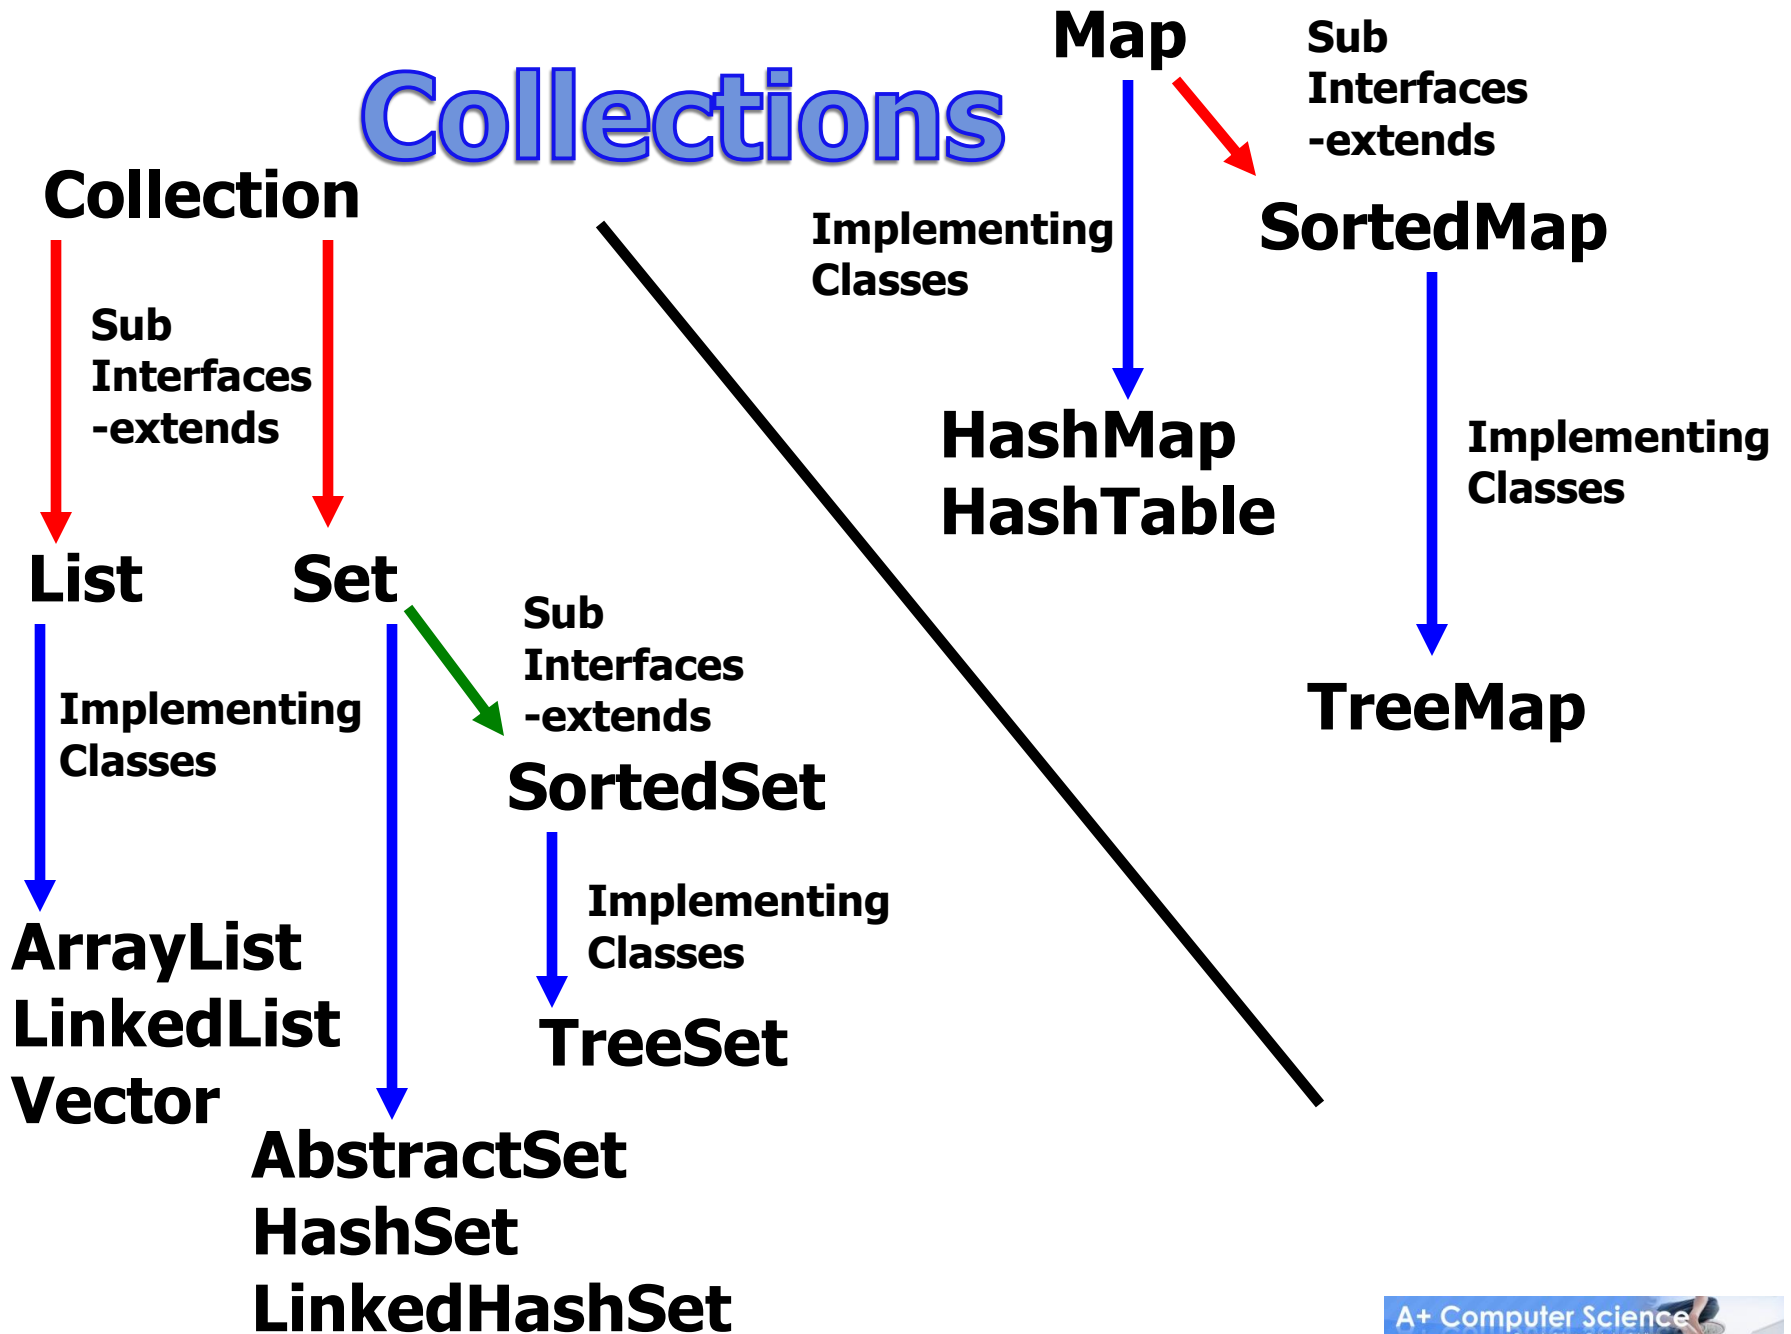 Collections
Collection
Sub
Interfaces
-extends
List
Set
Implementing
Classes
ArrayList
LinkedList
Vector
Sub
Interfaces
-extends
SortedSet
Implementing
Classes
TreeSet
AbstractSet
HashSet
LinkedHashSet
Map
Sub
Interfaces
-extends
Implementing
Classes
SortedMap
HashMap
HashTable
Implementing
Classes
TreeMap
A+ Computer Science